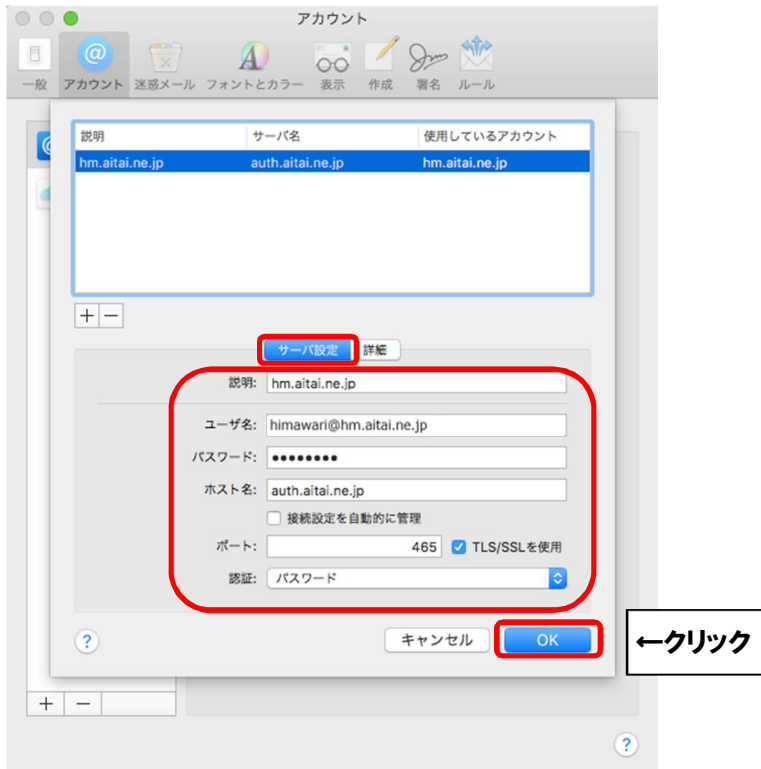 アカウント
一般 アカウント 迷惑メール フォントとカラー 表示 作成 署名 ルール
説明 サーバ名 使用しているアカウント
hm.aitai.ne.jp auth.aitai.ne.jp hm.aitai.ne.jp
サーバ設定 詳細
説明: hm.aitai.ne.jp
ユーザ名: himawari@hm.aitai.ne.jp
パスワード: ●●●●●●●●
ホスト名: auth.aitai.ne.jp
接続設定を自動的に管理
ポート: 465 TLS/SSLを使用
認証: パスワード
? キャンセル OK
←クリック
+ −
?